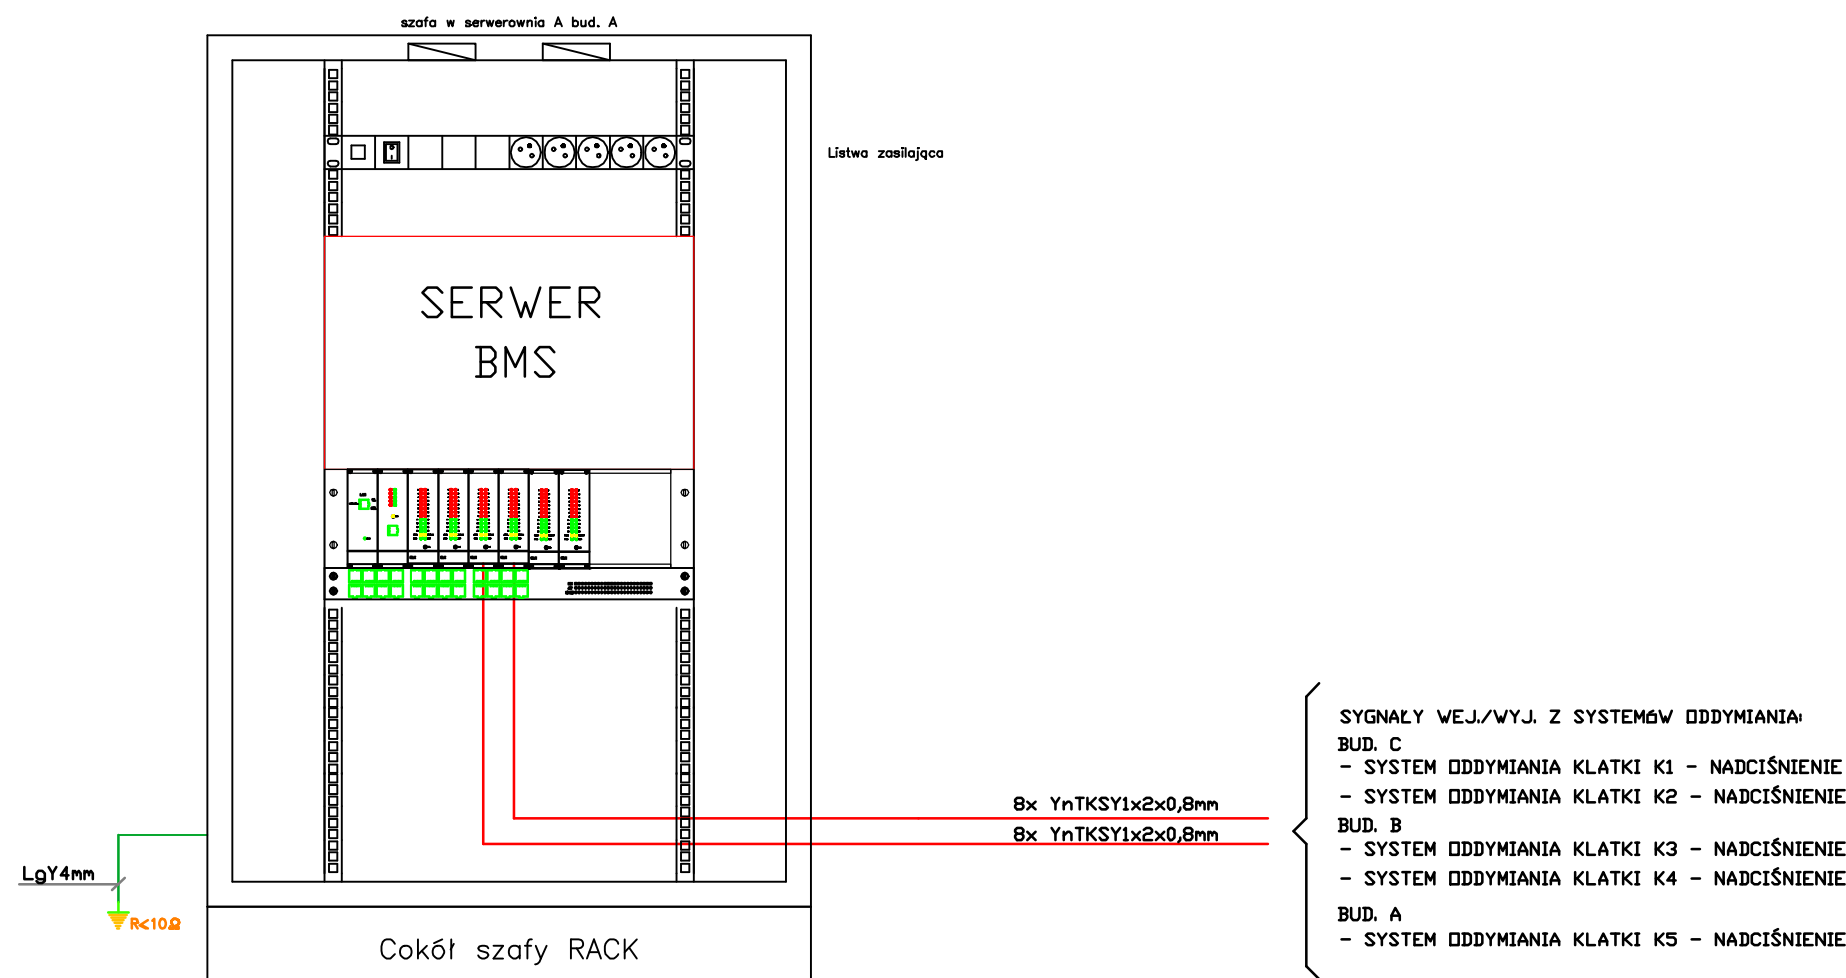 szafa w serwerownia A bud. A
Listwa zasilająca
SERWER
BMS
8x YnTKSY1x2x0,8mm
8x YnTKSY1x2x0,8mm
LgY4mm
R<10Ω
Cokół szafy RACK
SYGNAŁY WEJ./WYJ. Z SYSTEMÓW ODDYMIANIA:
BUD. C
- SYSTEM ODDYMIANIA KLATKI K1 - NADCIŚNIENIE
- SYSTEM ODDYMIANIA KLATKI K2 - NADCIŚNIENIE
BUD. B
- SYSTEM ODDYMIANIA KLATKI K3 - NADCIŚNIENIE
- SYSTEM ODDYMIANIA KLATKI K4 - NADCIŚNIENIE
BUD. A
- SYSTEM ODDYMIANIA KLATKI K5 - NADCIŚNIENIE